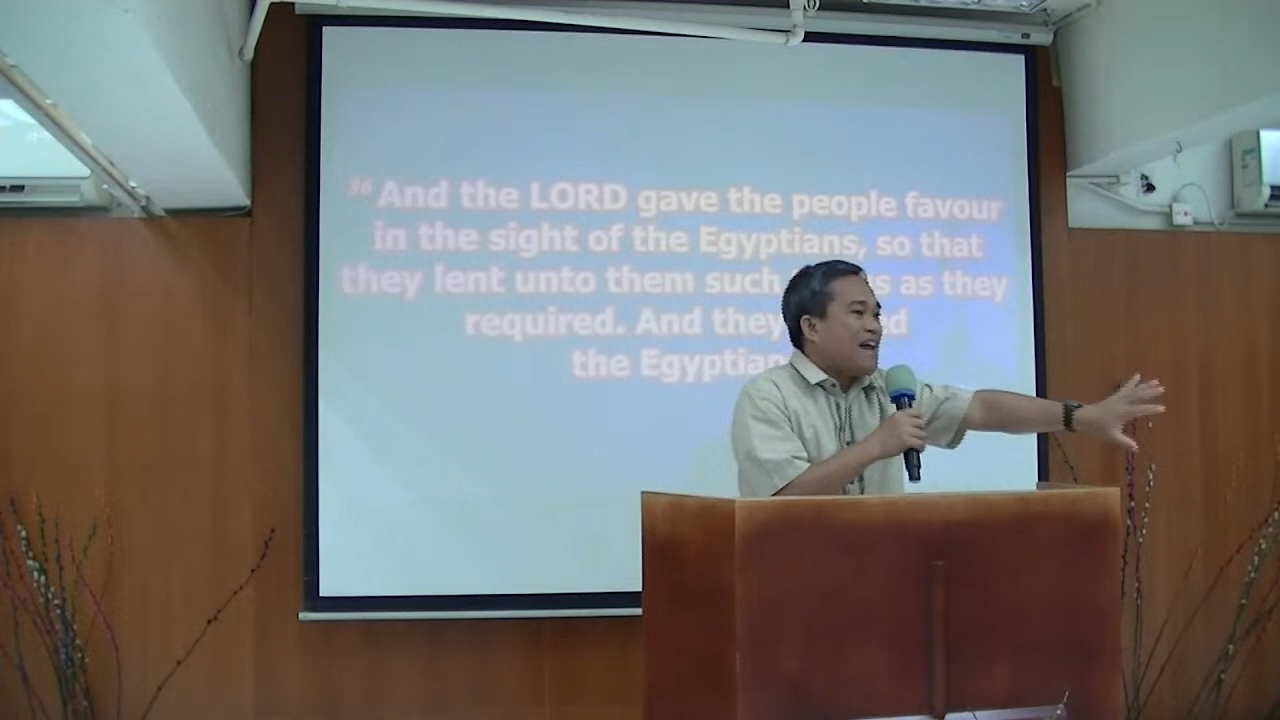 36 And the LORD gave the people favour
in the sight of the Egyptians, so that
they lent unto them such as they
required. And they
the Egyptian